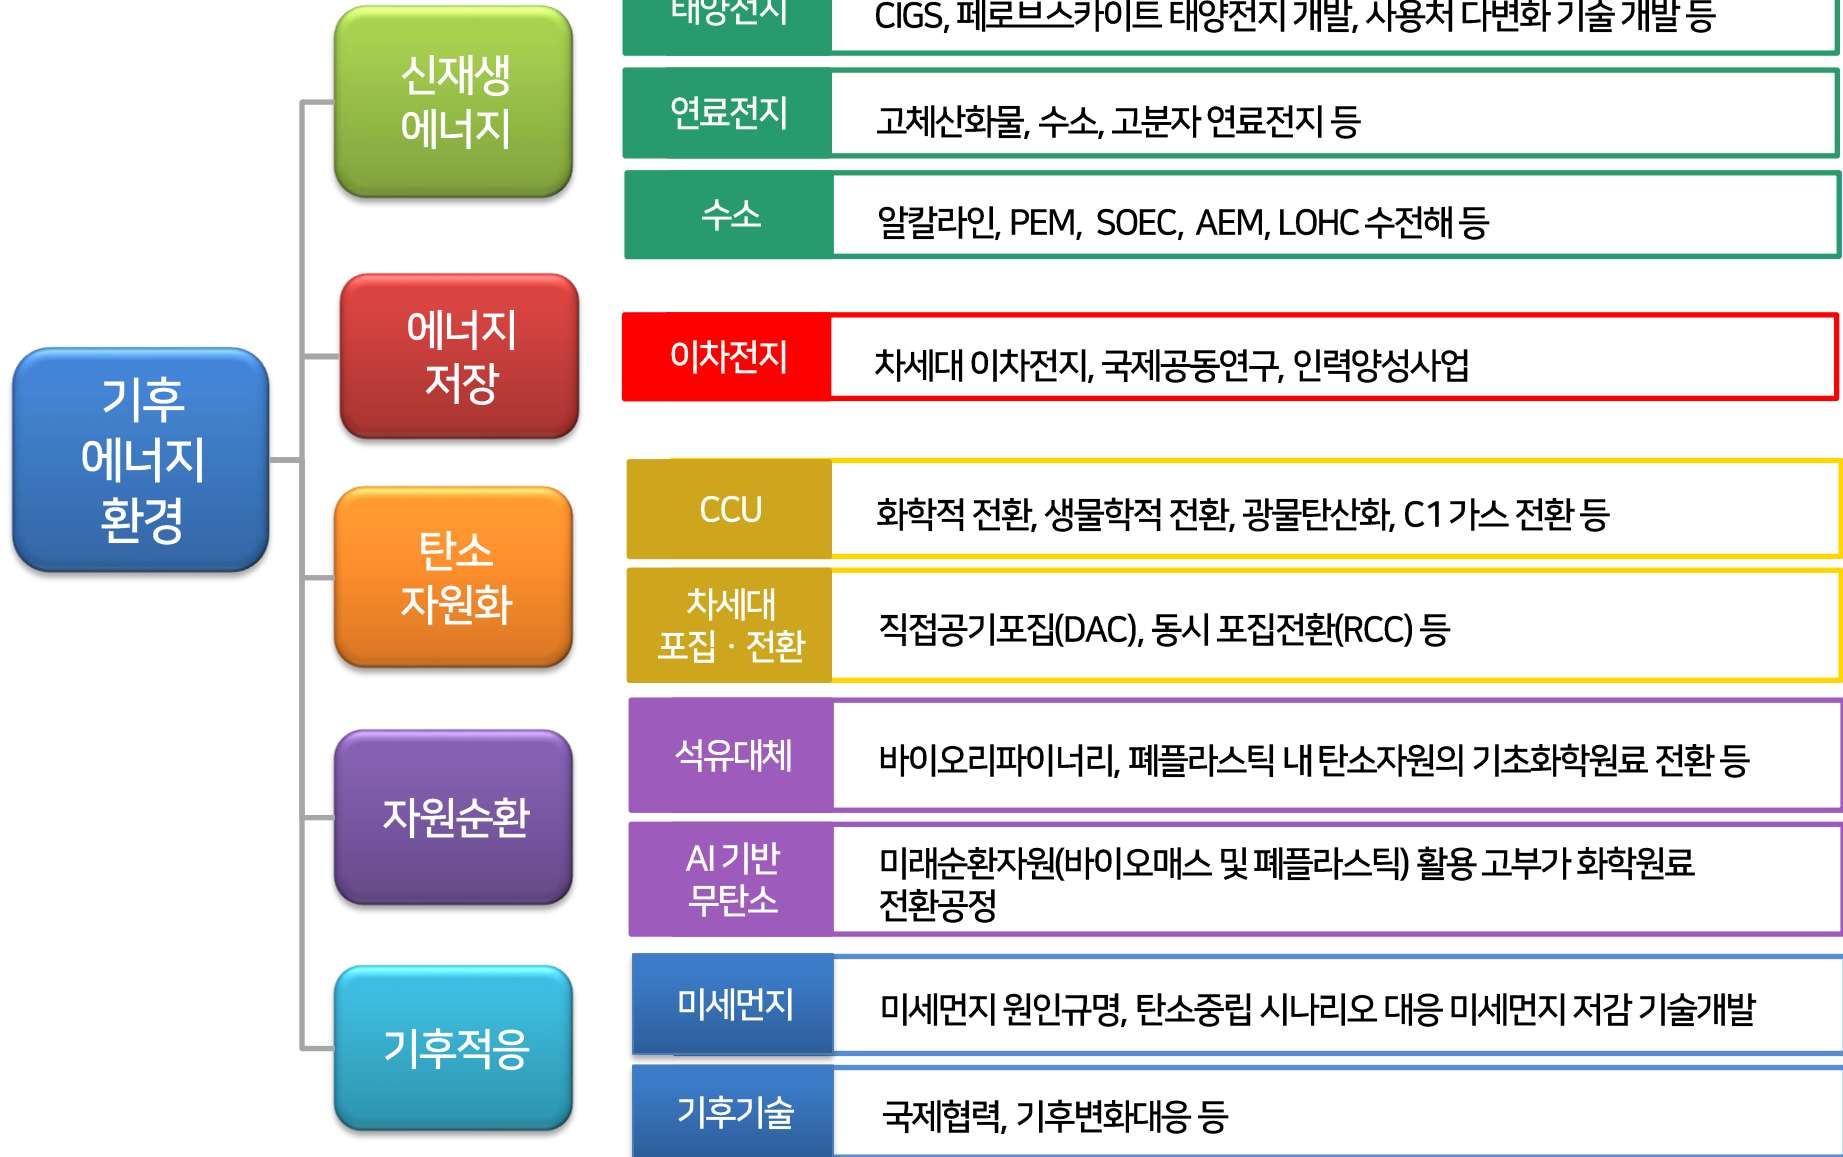 기후
에너지
환경
신재생
에너지
태양전지
CIGS, 페로브스카이트 태양전지 개발, 사용처 다변화 기술 개발 등
연료전지
고체산화물, 수소, 고분자 연료전지 등
수소
알칼라인, PEM, SOEC, AEM, LOHC 수전해 등
에너지
저장
이차전지
차세대 이차전지, 국제공동연구, 인력양성사업
탄소
자원화
CCU
화학적 전환, 생물학적 전환, 광물탄산화, C1 가스 전환 등
차세대
포집 · 전환
직접공기포집(DAC), 동시 포집전환(RCC) 등
자원순환
석유대체
바이오리파이너리, 폐플라스틱 내 탄소자원의 기초화학원료 전환 등
AI 기반
무탄소
미래순환자원(바이오매스 및 폐플라스틱) 활용 고부가 화학원료
전환공정
기후적응
미세먼지
미세먼지 원인규명, 탄소중립 시나리오 대응 미세먼지 저감 기술개발
기후기술
국제협력, 기후변화대응 등